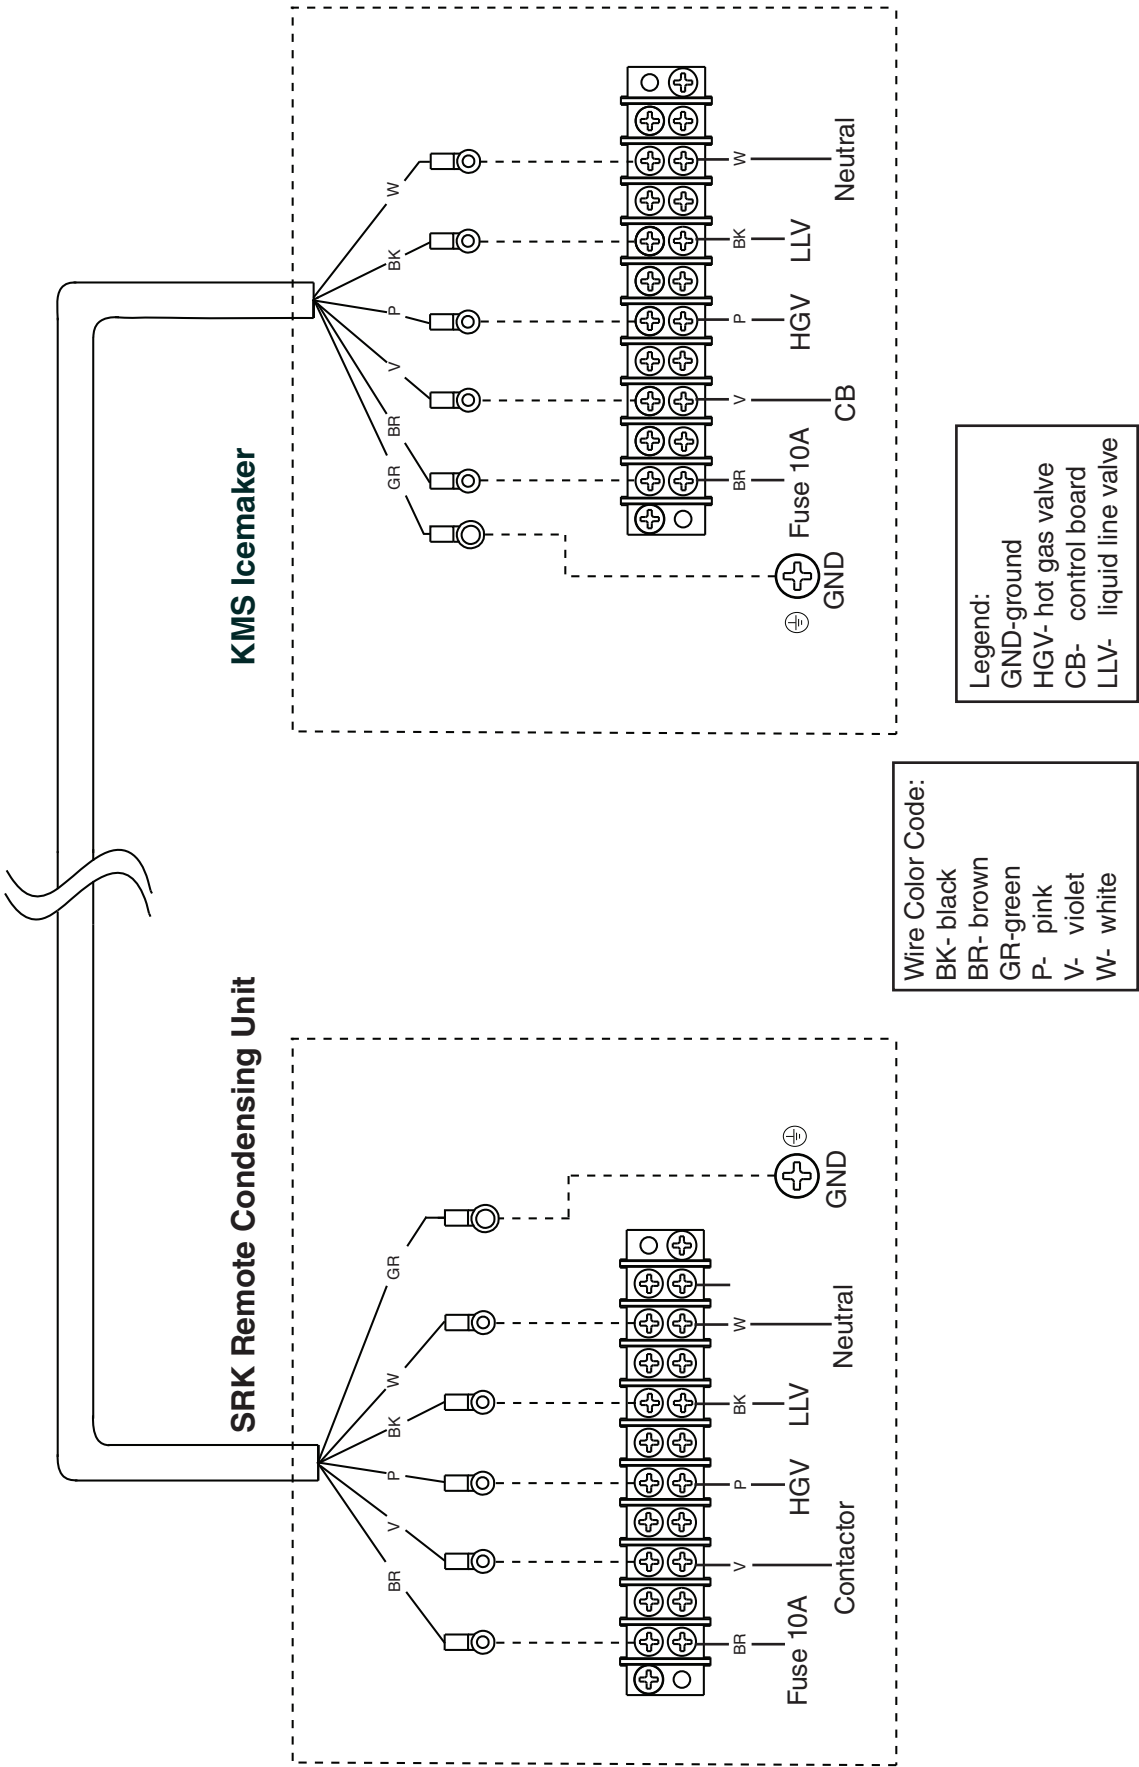 SRK Remote Condensing Unit
BR
V
P
BK
W
GR
BR
V
P
BK
W
Fuse 10A
Contactor
HGV
LLV
Neutral
GND
KMS Icemaker
GR
BR
V
P
BK
W
BR
V
P
BK
W
GND
Fuse 10A
CB
HGV
LLV
Neutral
Wire Color Code:
BK- black
BR- brown
GR-green
P- pink
V- violet
W- white
Legend:
GND-ground
HGV- hot gas valve
CB- control board
LLV- liquid line valve